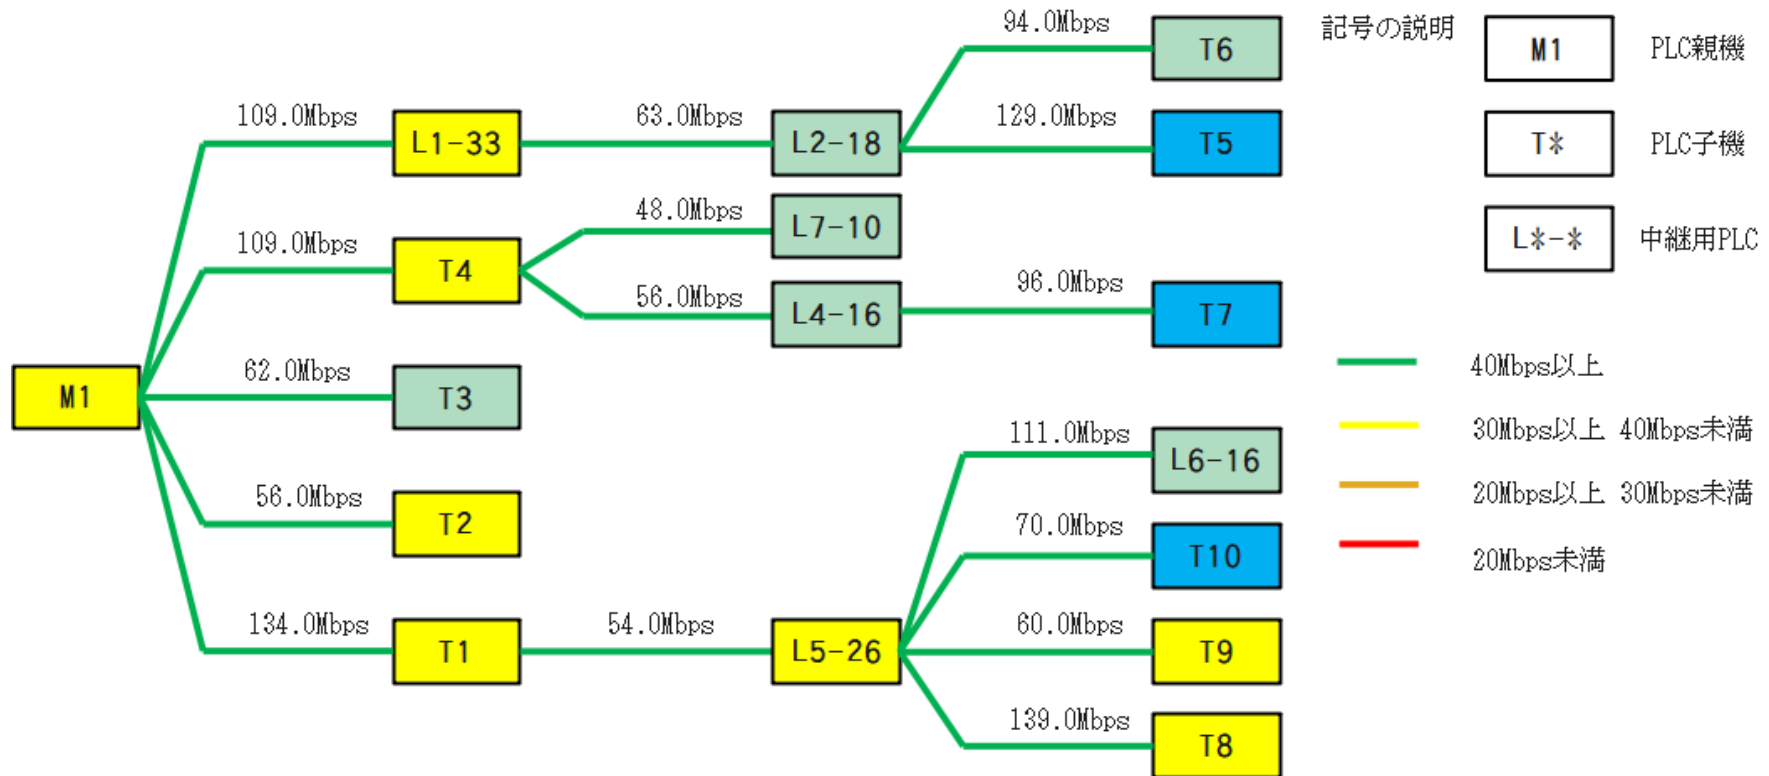 94.0Mbps
T6
記号の説明
M1
PLC親機
109.0Mbps
L1-33
63.0Mbps
L2-18
129.0Mbps
T5
T*
PLC子機
48.0Mbps
L7-10
L*-*
中継用PLC
109.0Mbps
T4
56.0Mbps
L4-16
96.0Mbps
T7
62.0Mbps
M1
T3
40Mbps以上
111.0Mbps
L6-16
30Mbps以上 40Mbps未満
56.0Mbps
T2
20Mbps以上 30Mbps未満
70.0Mbps
T10
20Mbps未満
134.0Mbps
T1
54.0Mbps
L5-26
60.0Mbps
T9
139.0Mbps
T8